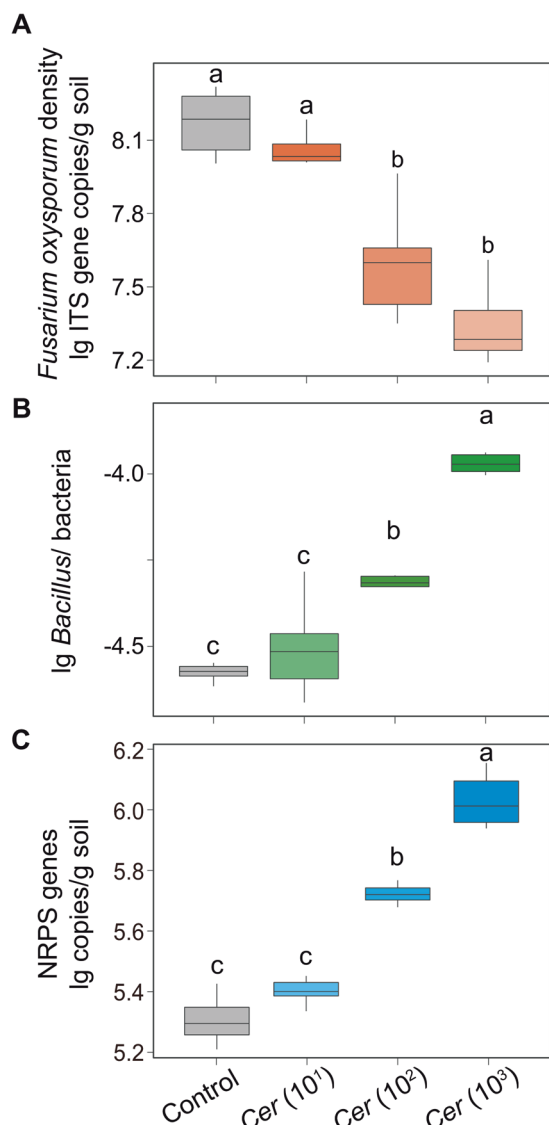 A
Fusarium oxysporum density
lg ITS gene copies/g soil
8.1
7.8
7.5
7.2
a
a
b
b
B
lg Bacillus/ bacteria
-4.0
-4.5
c
c
b
a
C
NRPS genes
lg copies/g soil
6.2
6.0
5.8
5.6
5.4
5.2
c
c
b
a
Control
Cer (10¹)
Cer (10²)
Cer (10³)